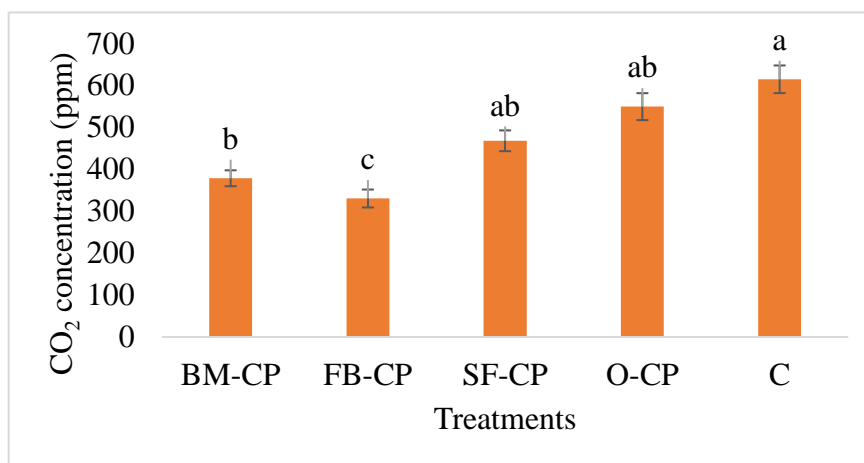 CO₂ concentration (ppm)
700
600
500
400
300
200
100
0
b
c
ab
ab
a
BM-CP FB-CP SF-CP O-CP C
Treatments